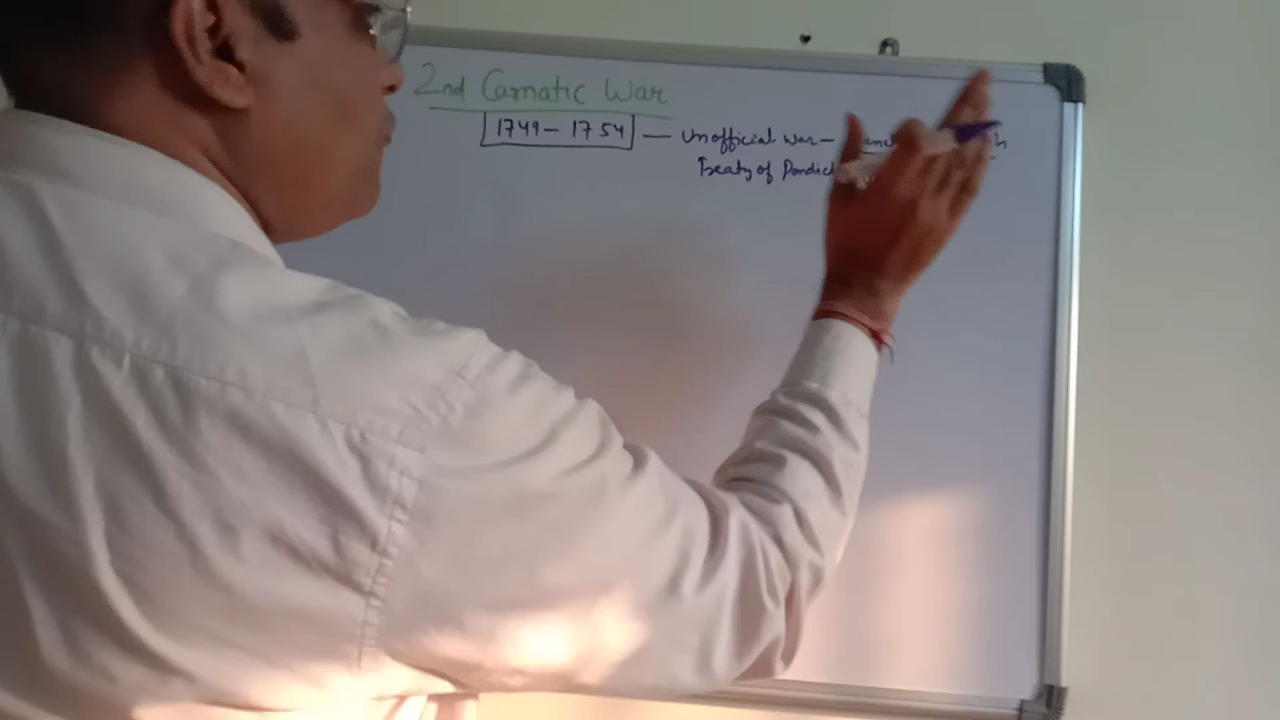 2nd Carnatic War
1749 - 1754 — Unofficial war -
Treaty of